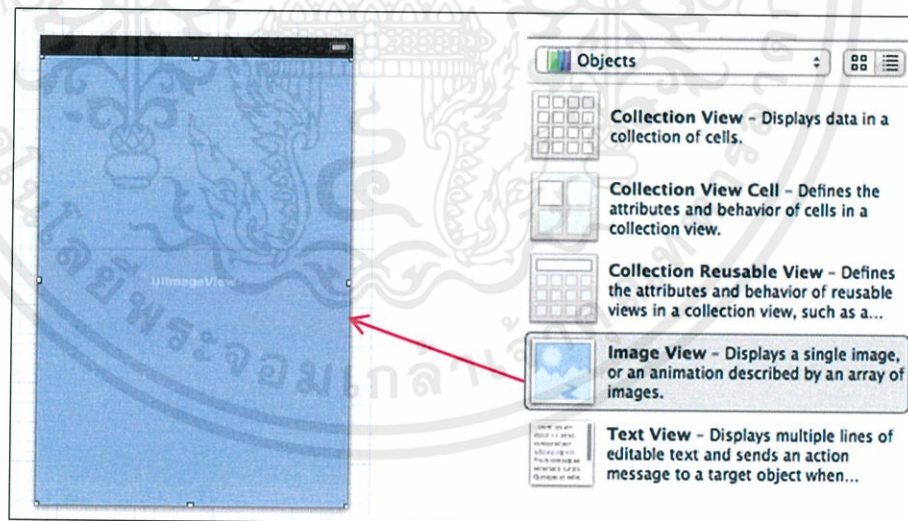 UIImageView
Objects
Collection View – Displays data in a
collection of cells.
Collection View Cell – Defines the
attributes and behavior of cells in a
collection view.
Collection Reusable View – Defines
the attributes and behavior of reusable
views in a collection view, such as a...
Image View – Displays a single image,
or an animation described by an array of
images.
Text View – Displays multiple lines of
editable text and sends an action
message to a target object when...